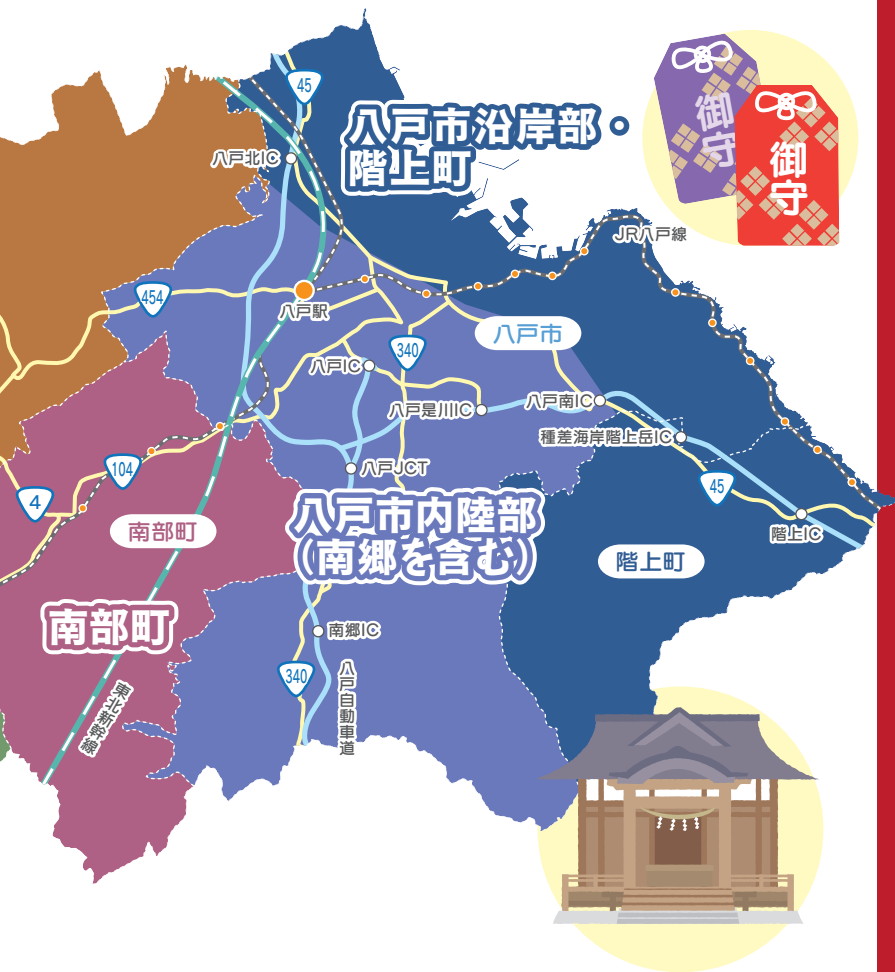 45
八戸市沿岸部・
階上町
御守
御守
八戸北IC
JR八戸線
454
八戸駅
八戸市
340
八戸IC
八戸是川IC
八戸南IC
種差海岸階上岳IC
104
八戸JCT
4
45
八戸市内陸部
（南郷を含む）
南部町
階上IC
階上町
南部町
南郷IC
340
八戸自動車道
東北新幹線